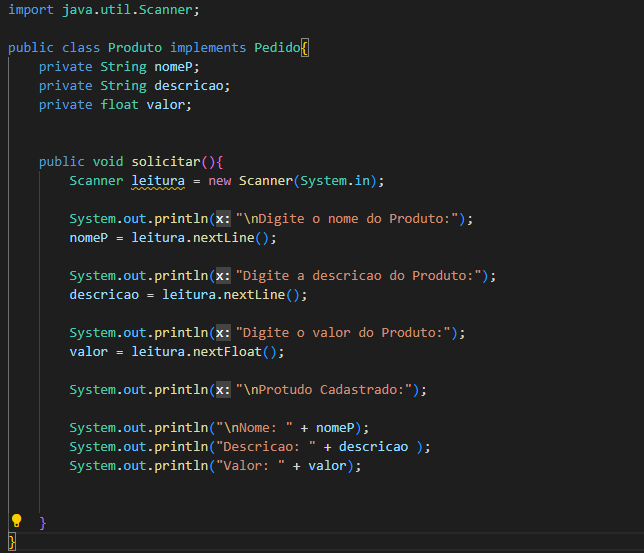 import java.util.Scanner;
public class Produto implements Pedido{
private String nomeP;
private String descricao;
private float valor;
public void solicitar(){
Scanner leitura = new Scanner(System.in);
System.out.println(x: "\nDigite o nome do Produto:");
nomeP = leitura.nextLine();
System.out.println(x: "Digite a descricao do Produto:");
descricao = leitura.nextLine();
System.out.println(x: "Digite o valor do Produto:");
valor = leitura.nextFloat();
System.out.println(x: "\nProtudo Cadastrado:");
System.out.println("\nNome: " + nomeP);
System.out.println("Descricao: " + descricao );
System.out.println("Valor: " + valor);
}
}